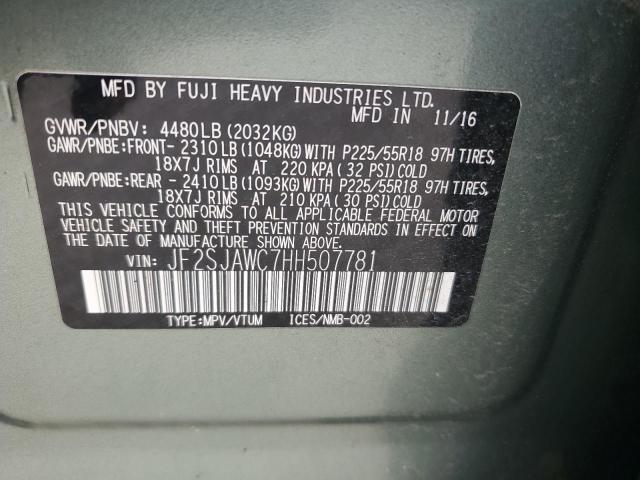 MFD BY FUJI HEAVY INDUSTRIES LTD.
MFD IN 11/16
GVWR/PNBV: 4480LB(2032KG)
GAWR/PNBE:FRONT- 2310LB(1048KG)WITH P225/55R18 97H TIRES,
18X7J RIMS AT 220 KPA(32 PSI)COLD
GAWR/PNBE:REAR - 2410LB(1093KG)WITH P225/55R18 97H TIRES,
18X7J RIMS AT 210 KPA(30 PSI)COLD
THIS VEHICLE CONFORMS TO ALL APPLICABLE FEDERAL MOTOR
VEHICLE SAFETY AND THEFT PREVENTION STANDARDS IN EFFECT
ON THE DATE OF MANUFACTURE SHOWN ABOVE.
VIN: JF2SJAWC7HH507781
TYPE:MPV/VTUM ICES/NMB-002